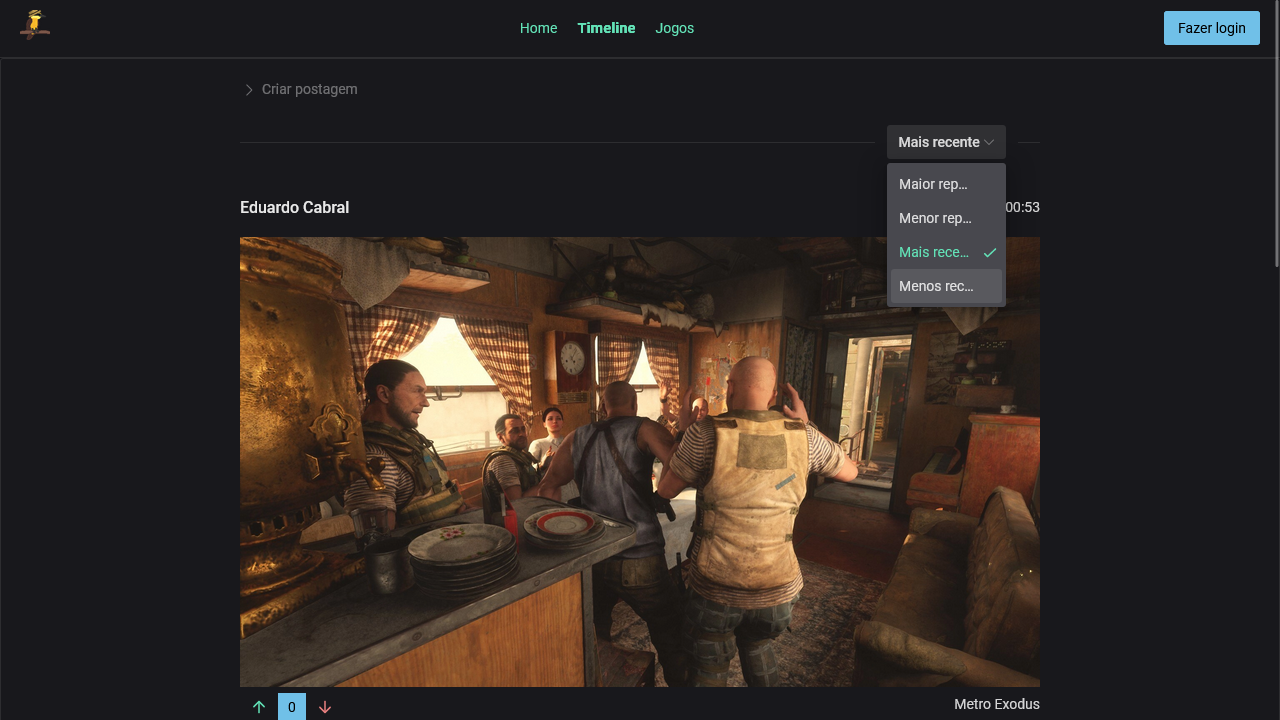 Home Timeline Jogos Fazer login
Criar postagem
Mais recente
Maior rep...
Menor rep...
Mais rece...
Menos rec...
Eduardo Cabral 00:53
0 Metro Exodus